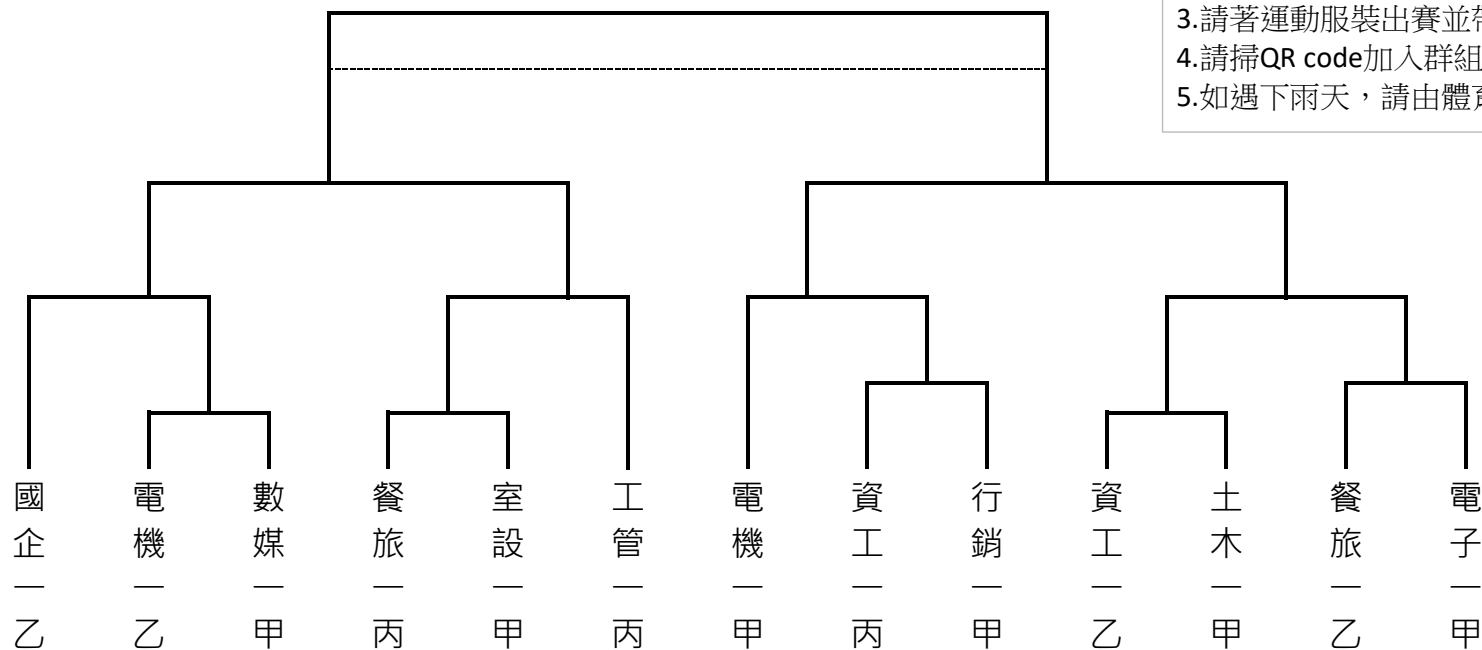 3.請著運動服裝出賽並
4.請掃QR code加入群組
5.如遇下雨天，請由體
國企一乙
電機一乙
數媒一甲
餐旅一丙
室設一甲
工管一丙
電機一甲
資工一丙
行銷一甲
資工一乙
土木一甲
餐旅一乙
電子一甲